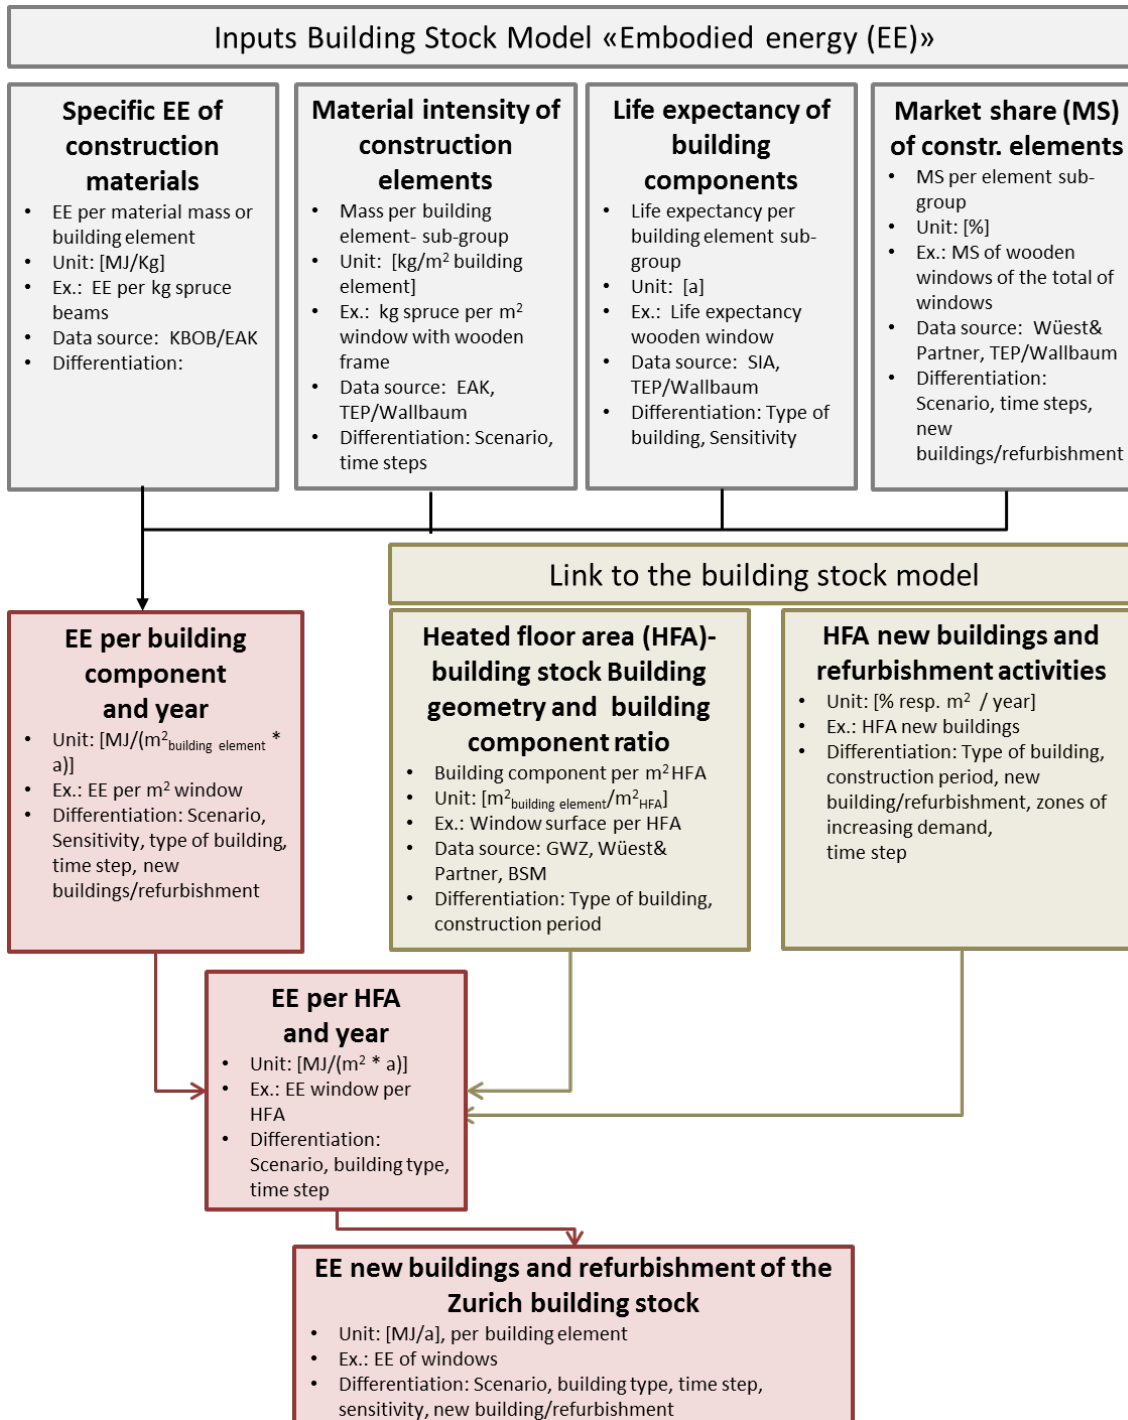 Inputs Building Stock Model «Embodied energy (EE)»
Specific EE of
construction
materials
• EE per material mass or
building element
• Unit: [MJ/Kg]
• Ex.: EE per kg spruce
beams
• Data source: KBOB/EAK
• Differentiation:
Material intensity of
construction
elements
• Mass per building
element- sub-group
• Unit: [kg/m² building
element]
• Ex.: kg spruce per m²
window with wooden
frame
• Data source: EAK,
TEP/Wallbaum
• Differentiation: Scenario,
time steps
Life expectancy of
building
components
• Life expectancy per
building element sub-
group
• Unit: [a]
• Ex.: Life expectancy
wooden window
• Data source: SIA,
TEP/Wallbaum
• Differentiation: Type of
building, Sensitivity
Market share (MS)
of constr. elements
• MS per element sub-
group
• Unit: [%]
• Ex.: MS of wooden
windows of the total of
windows
• Data source: Wüest&
Partner, TEP/Wallbaum
• Differentiation:
Scenario, time steps,
new
buildings/refurbishment
Link to the building stock model
EE per building
component
and year
• Unit: [MJ/(m² building element *
a)]
• Ex.: EE per m² window
• Differentiation: Scenario,
Sensitivity, type of building,
time step, new
buildings/refurbishment
Heated floor area (HFA)-
building stock Building
geometry and building
component ratio
• Building component per m² HFA
• Unit: [m² building element/m² HFA]
• Ex.: Window surface per HFA
• Data source: GWZ, Wüest&
Partner, BSM
• Differentiation: Type of building,
construction period
HFA new buildings and
refurbishment activities
• Unit: [% resp. m² / year]
• Ex.: HFA new buildings
• Differentiation: Type of building,
construction period, new
building/refurbishment, zones of
increasing demand,
time step
EE per HFA
and year
• Unit: [MJ/(m² * a)]
• Ex.: EE window per
HFA
• Differentiation:
Scenario, building type,
time step
EE new buildings and refurbishment of the
Zurich building stock
• Unit: [MJ/a], per building element
• Ex.: EE of windows
• Differentiation: Scenario, building type, time step,
sensitivity, new building/refurbishment